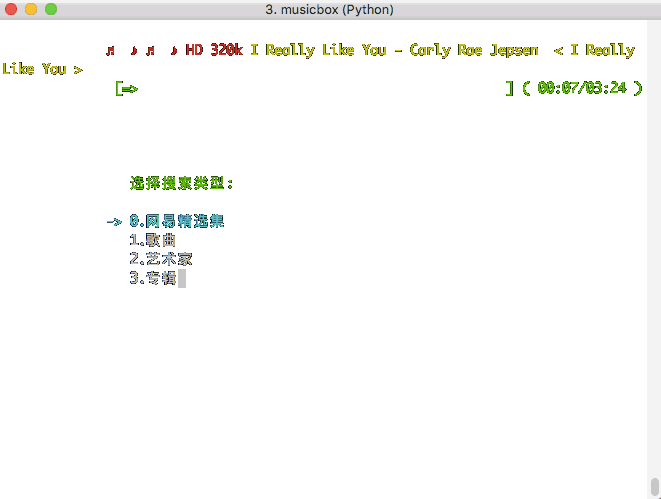 3. musicbox (Python)
♫ ♪ ♫ ♪ HD 320k I Really Like You - Carly Rae Jepsen < I Really
Like You >
[=> ] ( 00:07/03:24 )
选择搜索类型:
-> 0.网易精选集
1.歌曲
2.艺术家
3.专辑